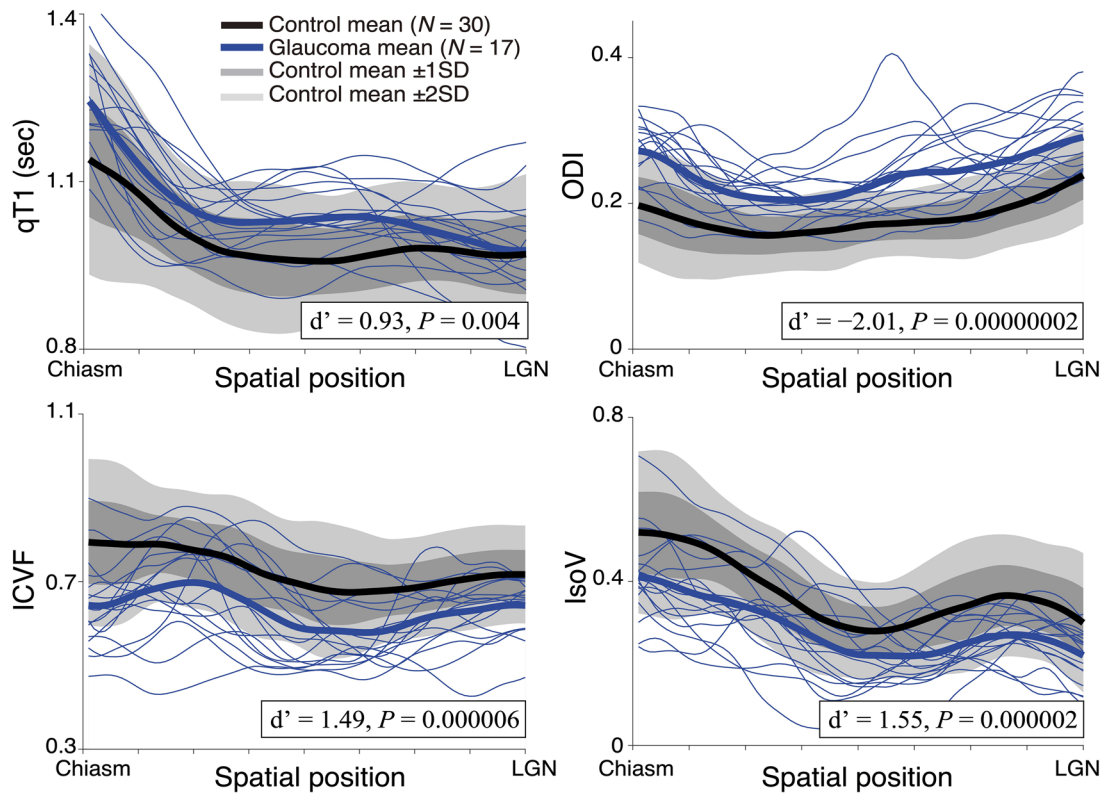 1.4
Control mean (N = 30)
Glaucoma mean (N = 17)
Control mean ±1SD
Control mean ±2SD
qT1 (sec)
1.1
0.8
d’ = 0.93, P = 0.004
Chiasm
Spatial position
LGN
0.4
ODI
0.2
0
d’ = −2.01, P = 0.00000002
Chiasm
Spatial position
LGN
1.1
ICVF
0.7
0.3
d’ = 1.49, P = 0.000006
Chiasm
Spatial position
LGN
0.8
IsoV
0.4
0
d’ = 1.55, P = 0.000002
Chiasm
Spatial position
LGN